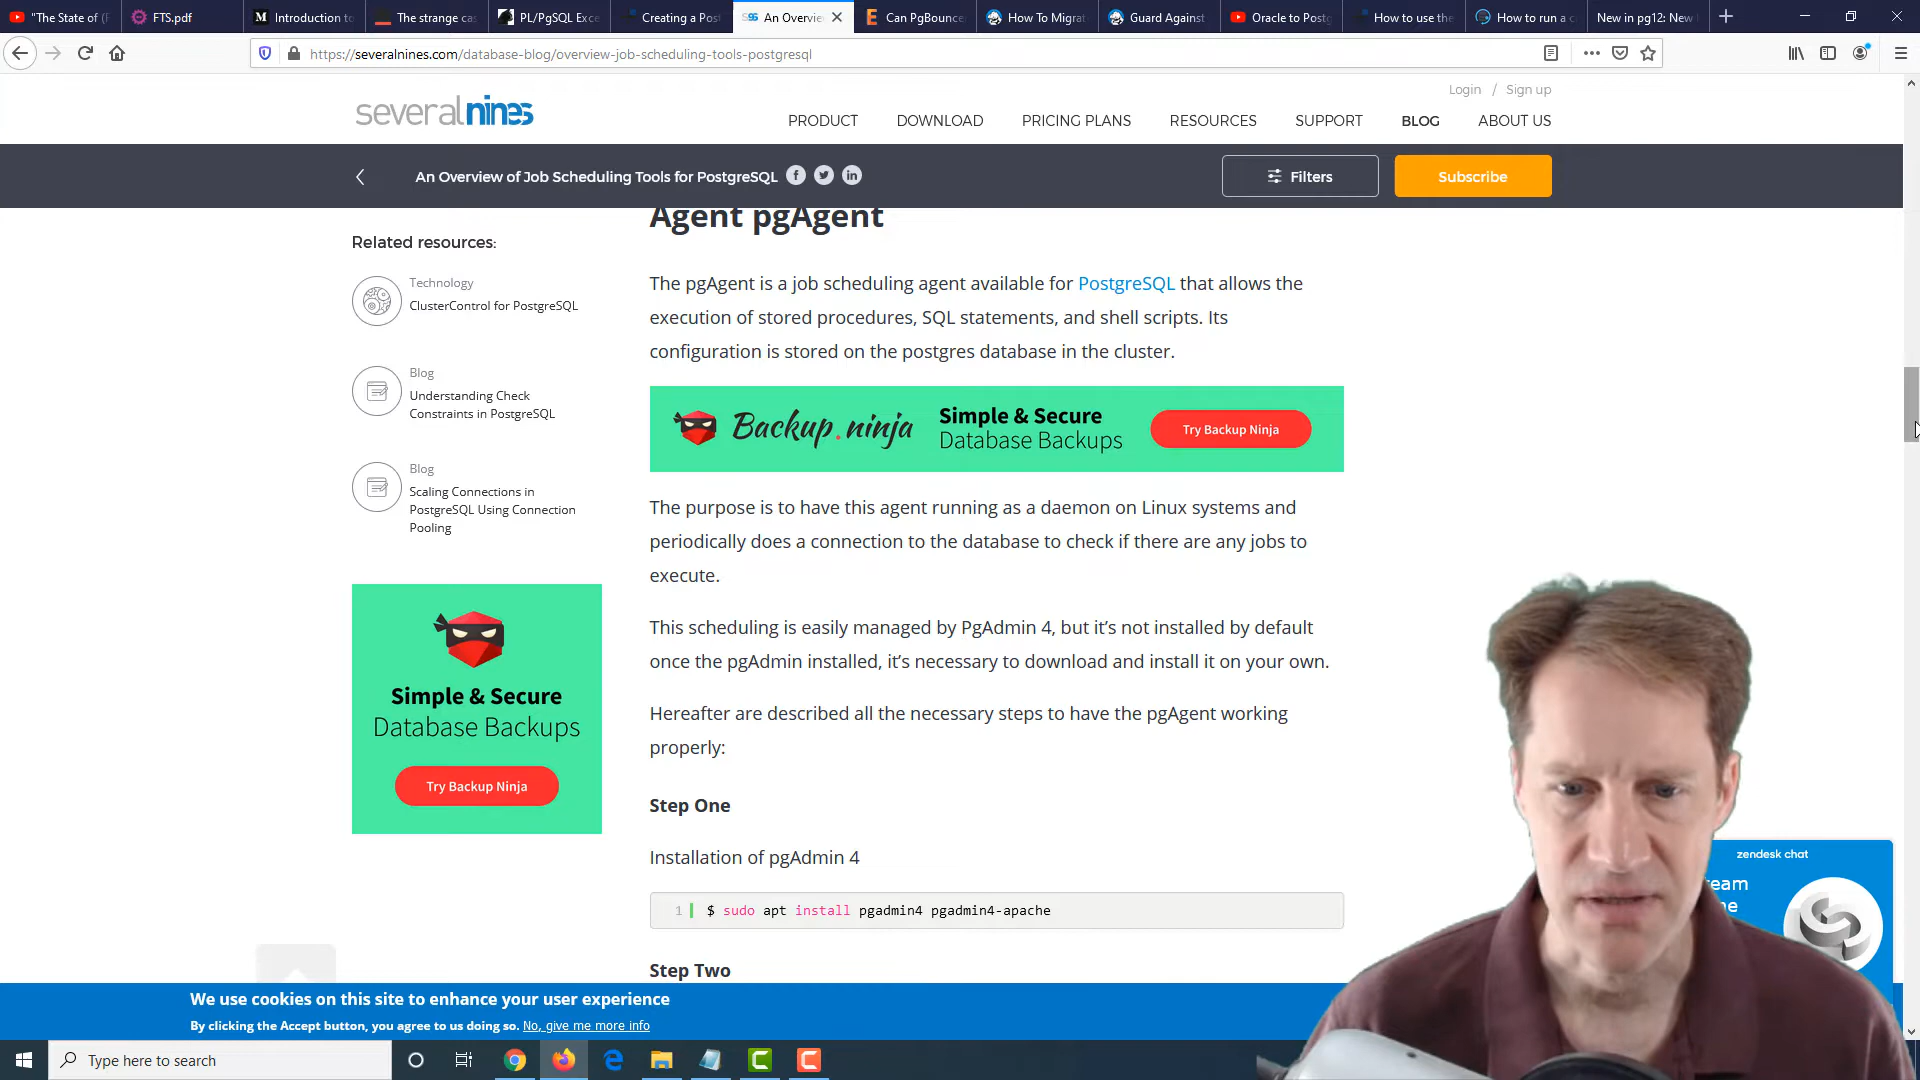 "The State of (F
FTS.pdf
Introduction to
The strange cas
PL/PgSQL Exce
Creating a Post
An Overvie
Can PgBounce
How To Migrat
Guard Against
Oracle to Postg
How to use the
How to run a c
New in pg12: New
https://severalnines.com/database-blog/overview-job-scheduling-tools-postgresql
Login / Sign up
severalnines
PRODUCT DOWNLOAD PRICING PLANS RESOURCES SUPPORT BLOG ABOUT US
An Overview of Job Scheduling Tools for PostgreSQL
Filters
Subscribe
Related resources:
Technology
ClusterControl for PostgreSQL
Blog
Understanding Check
Constraints in PostgreSQL
Blog
Scaling Connections in
PostgreSQL Using Connection
Pooling
Simple & Secure
Database Backups
Try Backup Ninja
Agent pgAgent
The pgAgent is a job scheduling agent available for PostgreSQL that allows the
execution of stored procedures, SQL statements, and shell scripts. Its
configuration is stored on the postgres database in the cluster.
Backup.ninja
Simple & Secure
Database Backups
Try Backup Ninja
The purpose is to have this agent running as a daemon on Linux systems and
periodically does a connection to the database to check if there are any jobs to
execute.
This scheduling is easily managed by PgAdmin 4, but it's not installed by default
once the pgAdmin installed, it's necessary to download and install it on your own.
Hereafter are described all the necessary steps to have the pgAgent working
properly:
Step One
Installation of pgAdmin 4
1 $ sudo apt install pgadmin4 pgadmin4-apache
Step Two
zendesk chat
We use cookies on this site to enhance your user experience
By clicking the Accept button, you agree to us doing so. No, give me more info
Type here to search